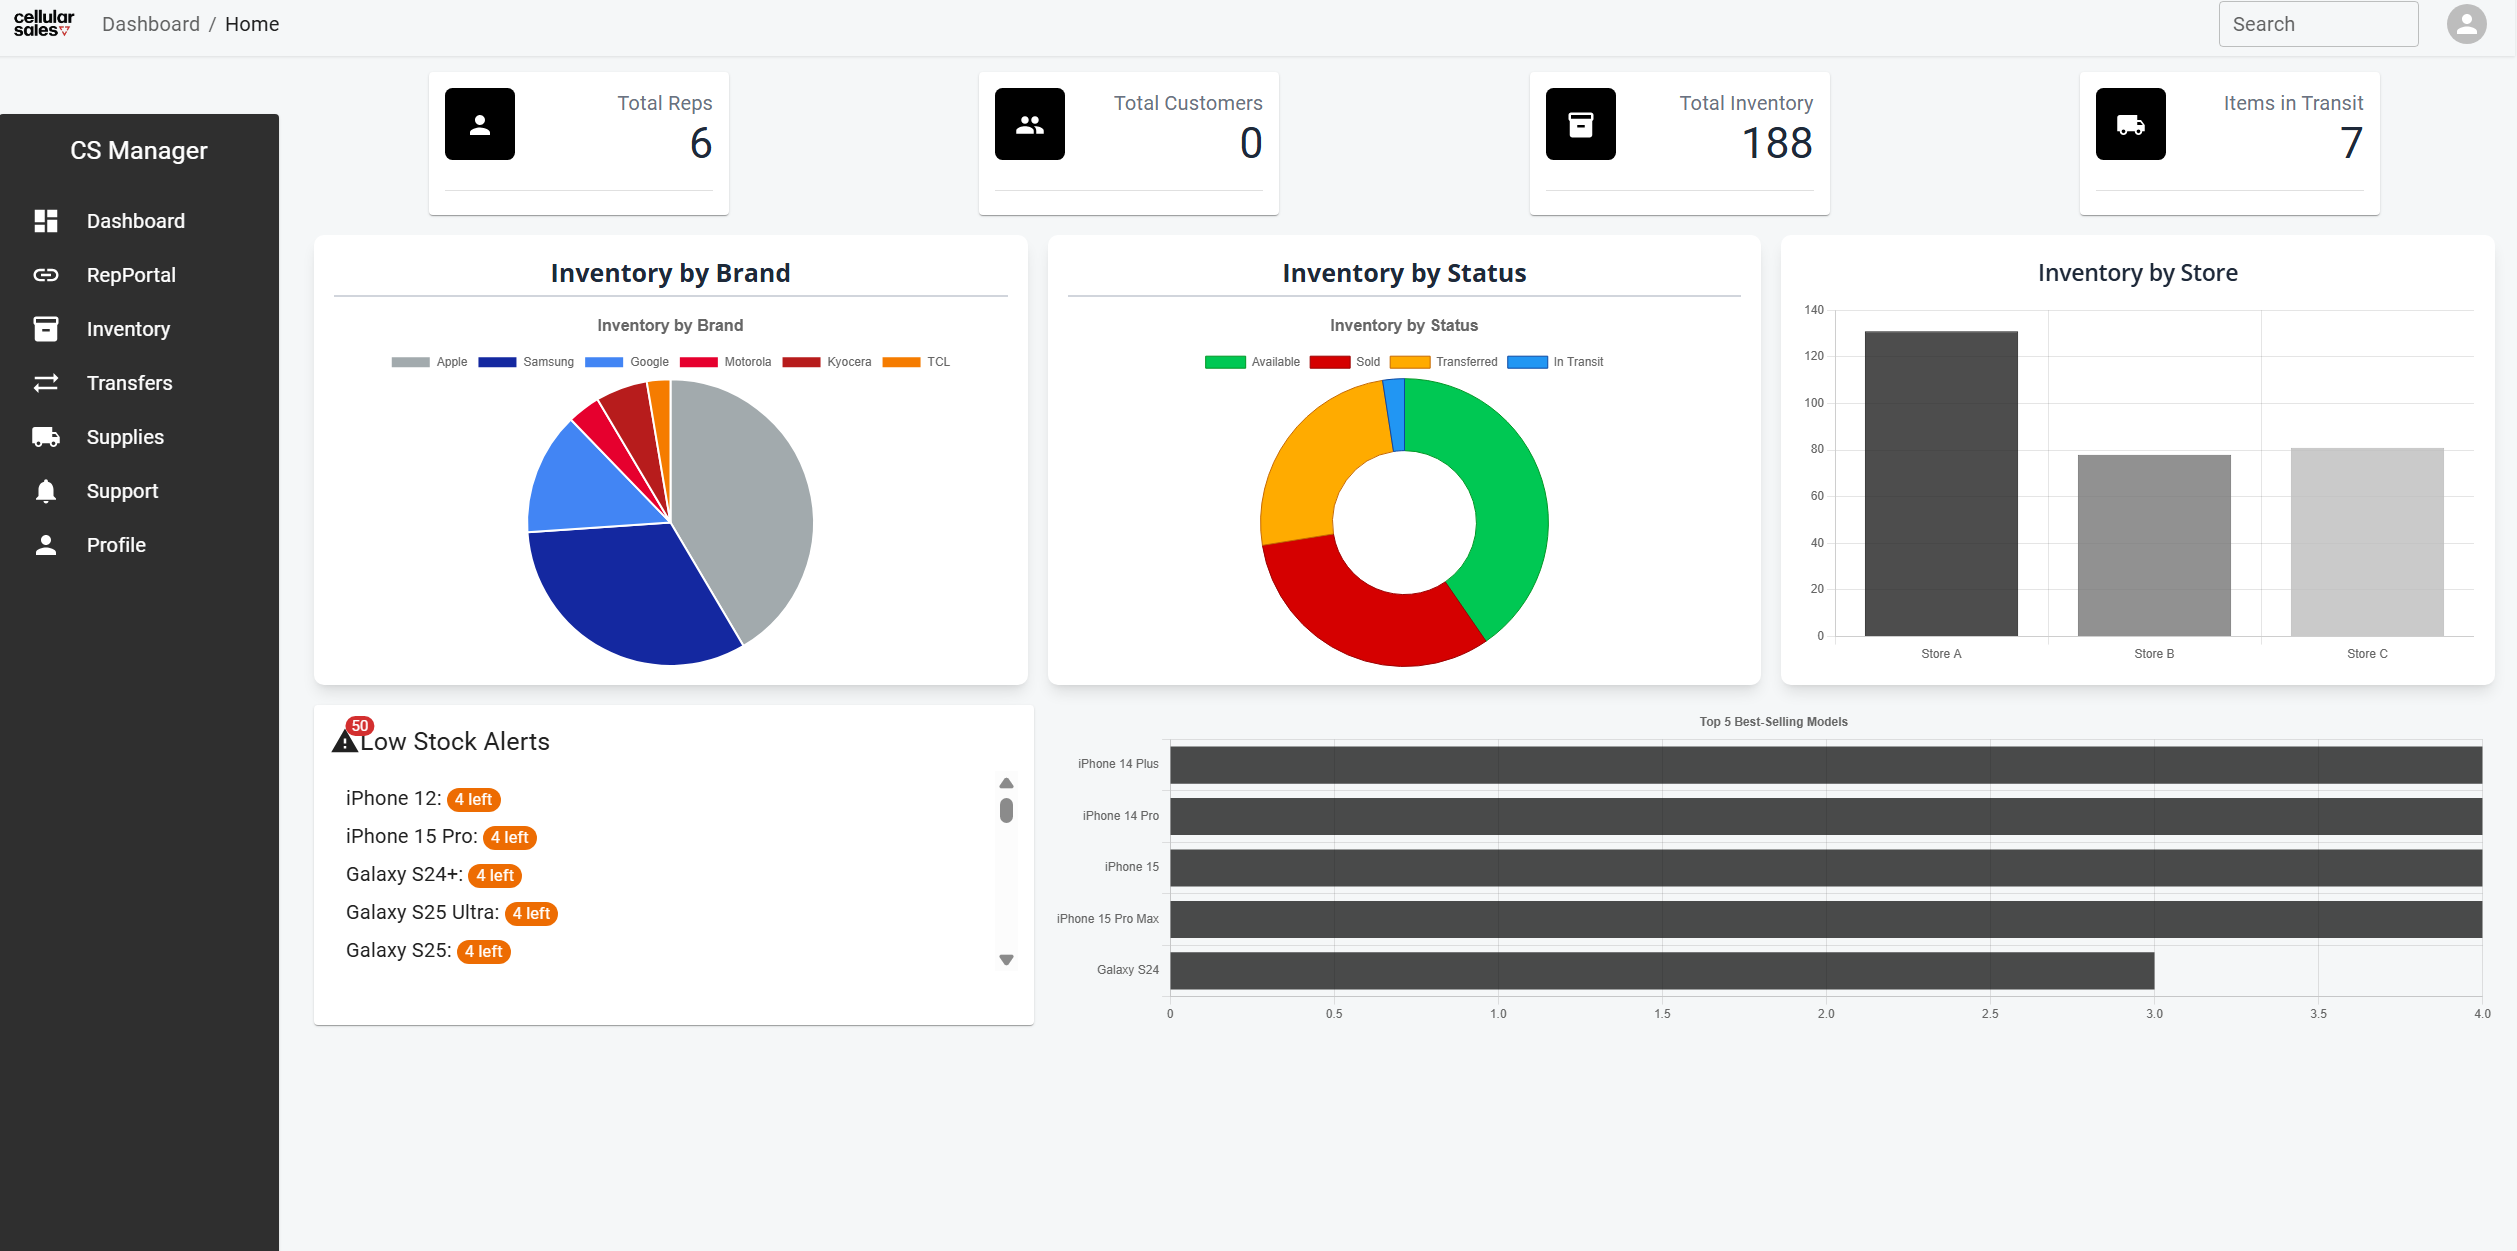 cellular
sales
Dashboard / Home
Search
CS Manager
Dashboard
RepPortal
Inventory
Transfers
Supplies
Support
Profile
Total Reps
6
Total Customers
0
Total Inventory
188
Items in Transit
7
Inventory by Brand
Inventory by Brand
Apple Samsung Google Motorola Kyocera TCL
Inventory by Status
Inventory by Status
Available Sold Transferred In Transit
Inventory by Store
140
120
100
80
60
40
20
0
Store A Store B Store C
50
Low Stock Alerts
iPhone 12: 4 left
iPhone 15 Pro: 4 left
Galaxy S24+: 4 left
Galaxy S25 Ultra: 4 left
Galaxy S25: 4 left
Top 5 Best-Selling Models
iPhone 14 Plus
iPhone 14 Pro
iPhone 15
iPhone 15 Pro Max
Galaxy S24
0 0.5 1.0 1.5 2.0 2.5 3.0 3.5 4.0